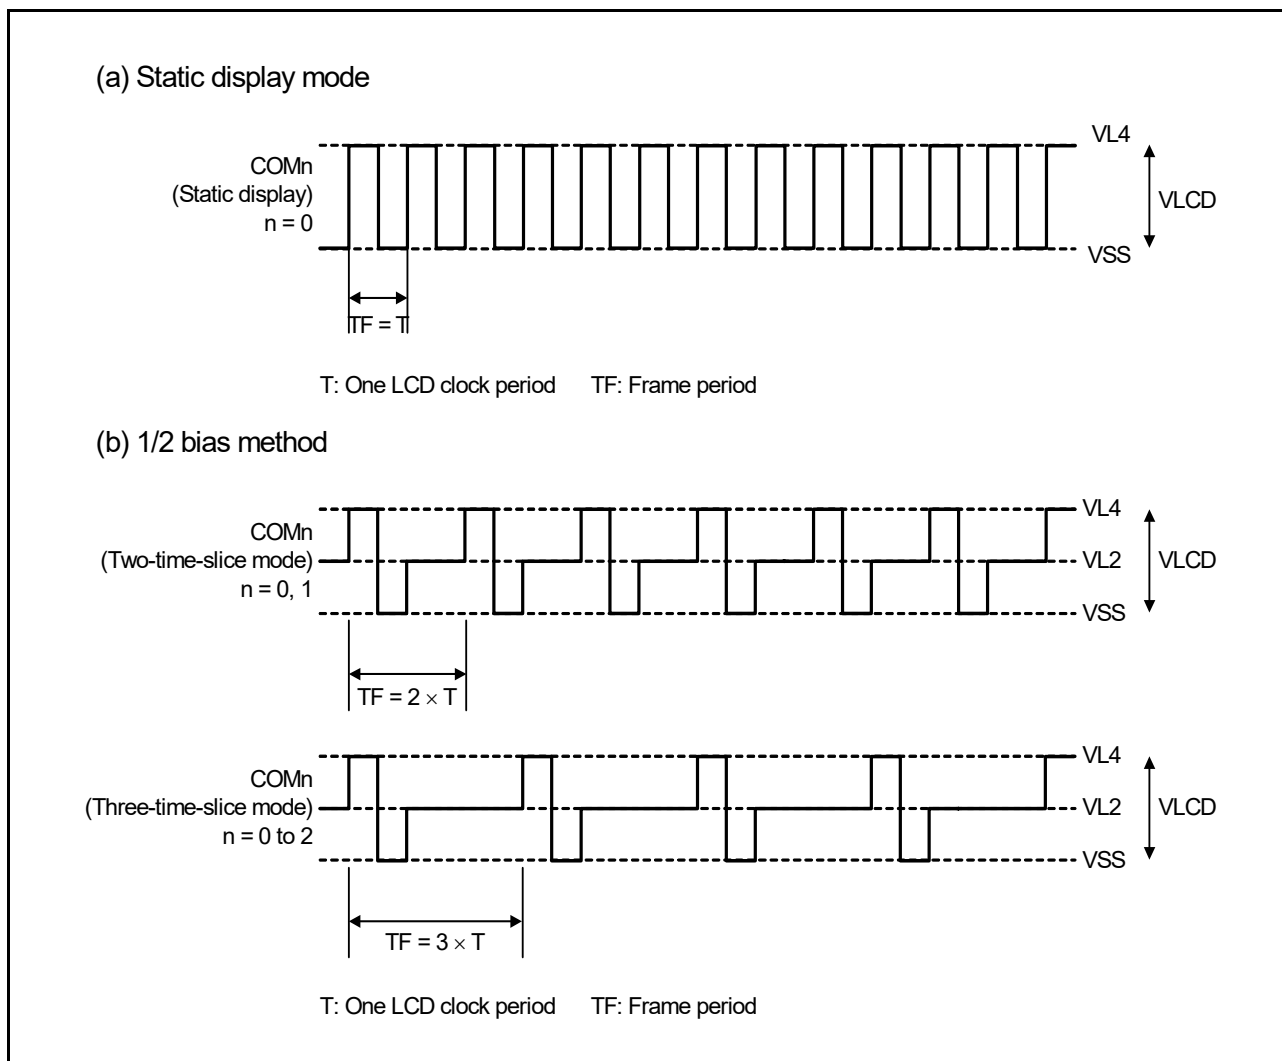 (a) Static display mode
VL4
COMn
(Static display)
n = 0
VLCD
VSS
TF = T
T: One LCD clock period TF: Frame period
(b) 1/2 bias method
VL4
COMn
(Two-time-slice mode)
n = 0, 1
VL2
VLCD
VSS
TF = 2 × T
VL4
COMn
(Three-time-slice mode)
n = 0 to 2
VL2
VLCD
VSS
TF = 3 × T
T: One LCD clock period TF: Frame period